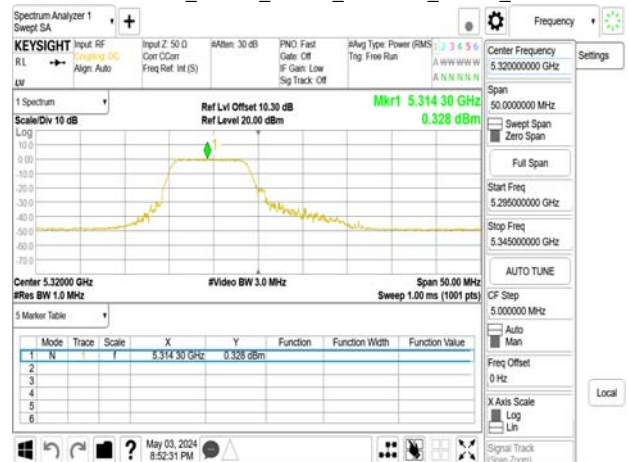 Spectrum Analyzer 1
Swept SA
Frequency
KEYSIGHT
Input: RF
Coupling: DC
Align: Auto
Input Z: 50 Ω
Corr CCorr
Freq Ref: Int (S)
#Atten: 30 dB
PNO: Fast
Gate: Off
IF Gain: Low
Sig Track: Off
#Avg Type: Power (RMS)
Trig: Free Run
1 2 3 4 5 6
A W W W W W
A N N N N N
RL
1 Spectrum
Scale/Div 10 dB
Log
Ref Lvl Offset 10.30 dB
Ref Level 20.00 dBm
Mkr1 5.314 30 GHz
0.328 dBm
1
10.0
0.00
-10.0
-20.0
-30.0
-40.0
-50.0
-60.0
-70.0
Center 5.32000 GHz
#Res BW 1.0 MHz
#Video BW 3.0 MHz
Span 50.00 MHz
Sweep 1.00 ms (1001 pts)
5 Marker Table
Mode Trace Scale X Y Function Function Width Function Value
1 N 1 f 5.314 30 GHz 0.328 dBm
2
3
4
5
6
May 03, 2024
8:52:31 PM
Center Frequency
5.320000000 GHz
Settings
Span
50.0000000 MHz
Swept Span
Zero Span
Full Span
Start Freq
5.295000000 GHz
Stop Freq
5.345000000 GHz
AUTO TUNE
CF Step
5.000000 MHz
Auto
Man
Freq Offset
0 Hz
X Axis Scale
Log
Lin
Local
Signal Track
(Span Zoom)